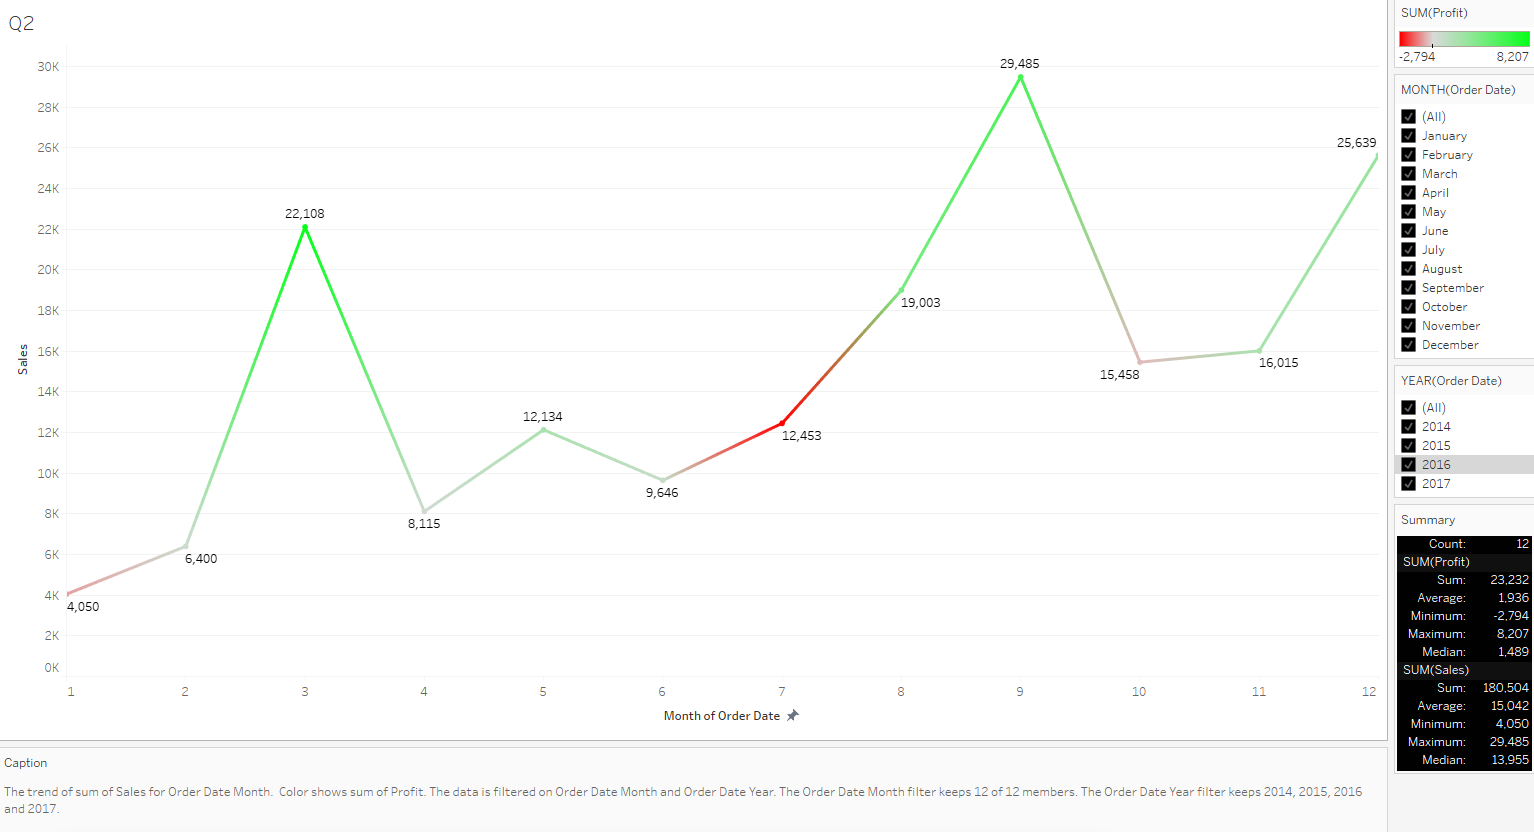 Q2
30K
28K
26K
24K
22K
20K
18K
16K
14K
12K
10K
8K
6K
4K
2K
0K
Sales
4,050
6,400
22,108
8,115
12,134
9,646
12,453
19,003
29,485
15,458
16,015
25,639
1 2 3 4 5 6 7 8 9 10 11 12
Month of Order Date
Caption
The trend of sum of Sales for Order Date Month. Color shows sum of Profit. The data is filtered on Order Date Month and Order Date Year. The Order Date Month filter keeps 12 of 12 members. The Order Date Year filter keeps 2014, 2015, 2016
and 2017.
SUM(Profit)
-2,794 8,207
MONTH(Order Date)
(All)
January
February
March
April
May
June
July
August
September
October
November
December
YEAR(Order Date)
(All)
2014
2015
2016
2017
Summary
Count: 12
SUM(Profit)
Sum: 23,232
Average: 1,936
Minimum: -2,794
Maximum: 8,207
Median: 1,489
SUM(Sales)
Sum: 180,504
Average: 15,042
Minimum: 4,050
Maximum: 29,485
Median: 13,955